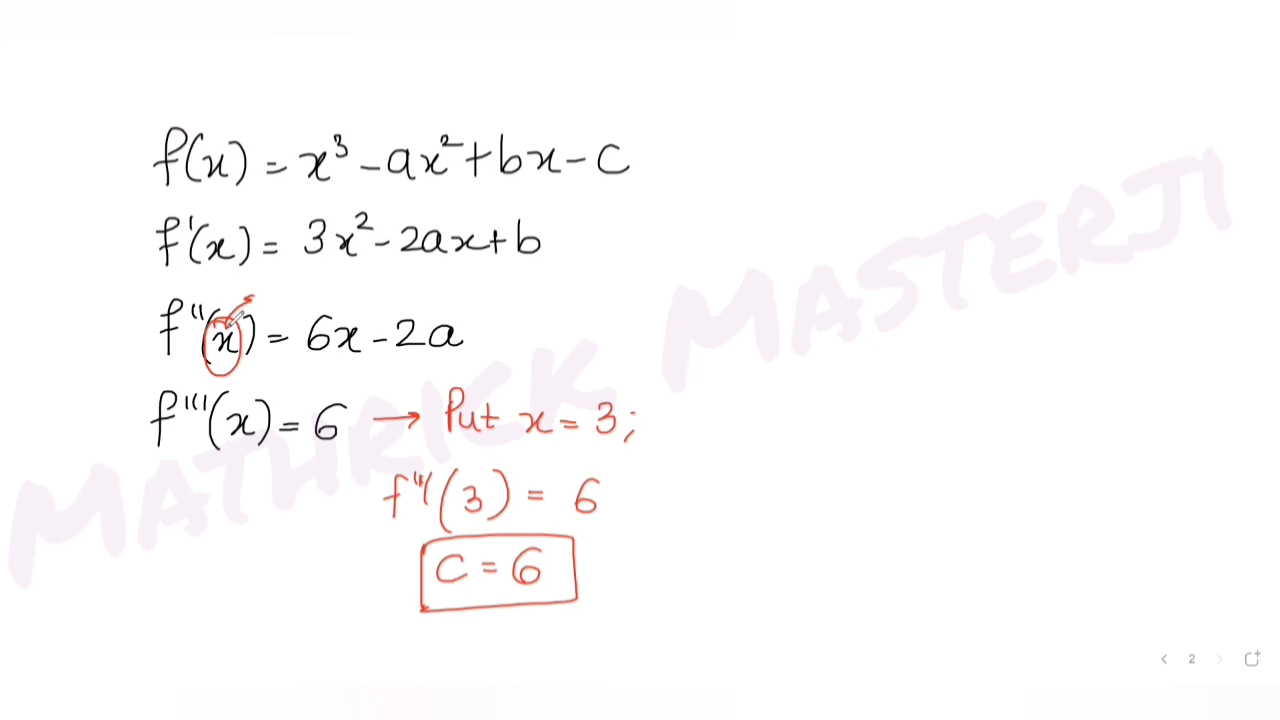 f(x) = x³ - ax² + bx - c
f'(x) = 3x² - 2ax + b
f''(x) = 6x - 2a
f'''(x) = 6 → Put x = 3;
f'''(3) = 6
c = 6
MATHRICK MASTERJI
2